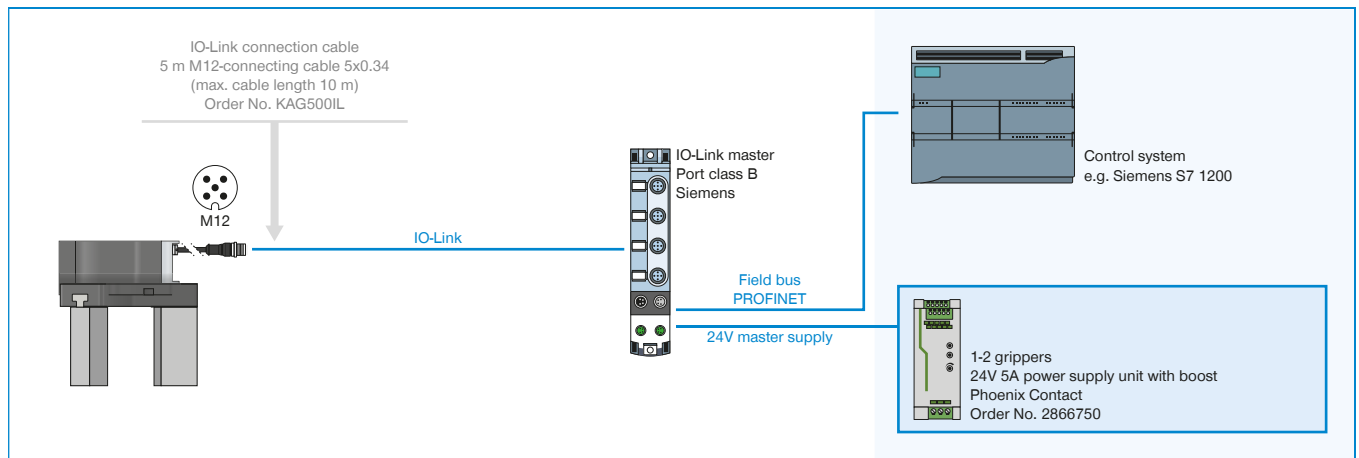 IO-Link connection cable
5 m M12-connecting cable 5x0.34
(max. cable length 10 m)
Order No. KAG500IL
M12
IO-Link
IO-Link master
Port class B
Siemens
Control system
e.g. Siemens S7 1200
Field bus
PROFINET
24V master supply
1-2 grippers
24V 5A power supply unit with boost
Phoenix Contact
Order No. 2866750